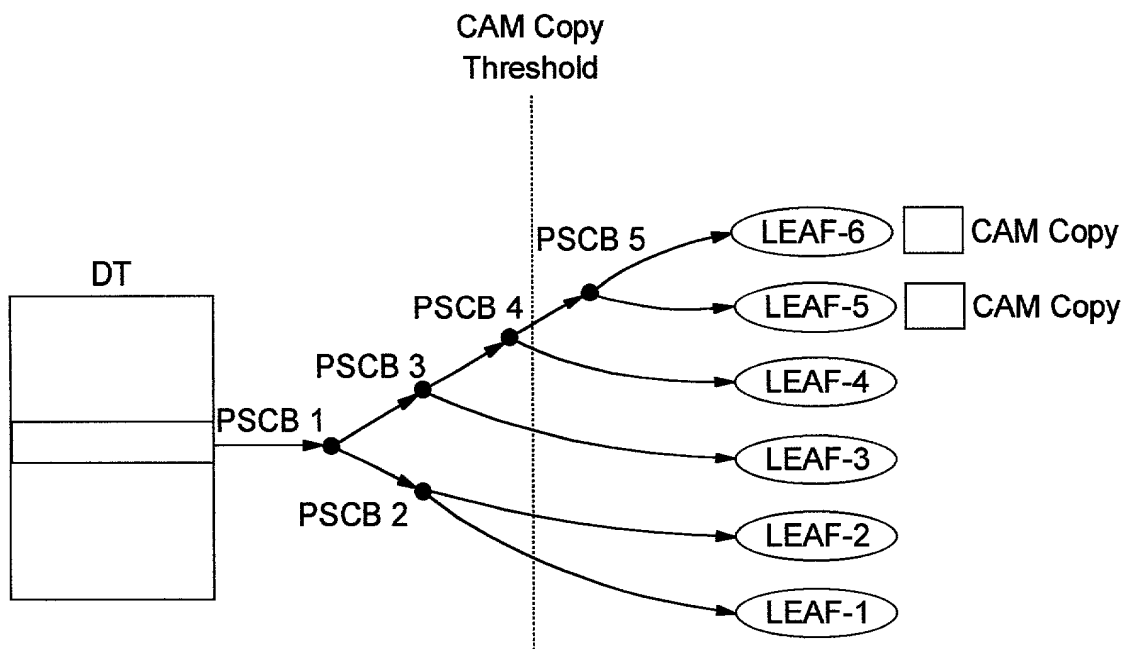 CAM Copy
Threshold
PSCB 5
LEAF-6
CAM Copy
DT
PSCB 4
LEAF-5
CAM Copy
PSCB 3
LEAF-4
PSCB 1
LEAF-3
PSCB 2
LEAF-2
LEAF-1